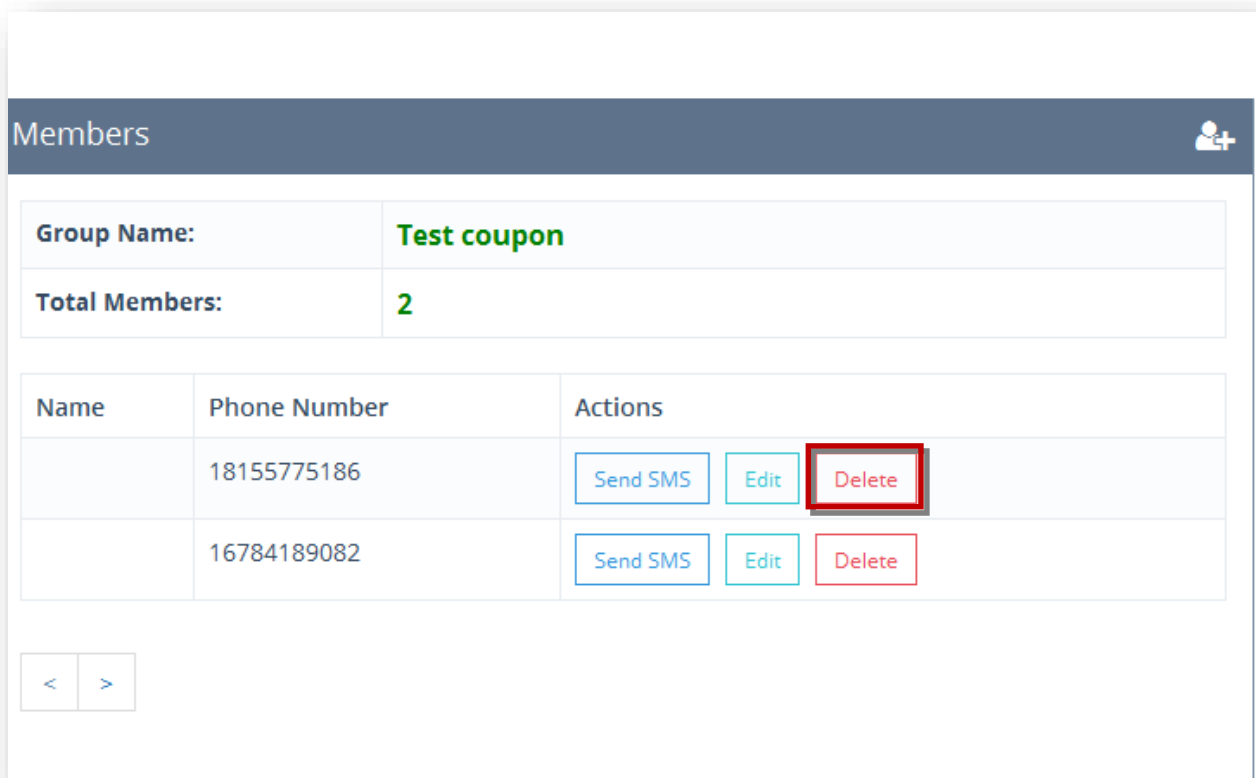 Members
Group Name: Test coupon
Total Members: 2
Name Phone Number Actions
18155775186 Send SMS Edit Delete
16784189082 Send SMS Edit Delete
< >